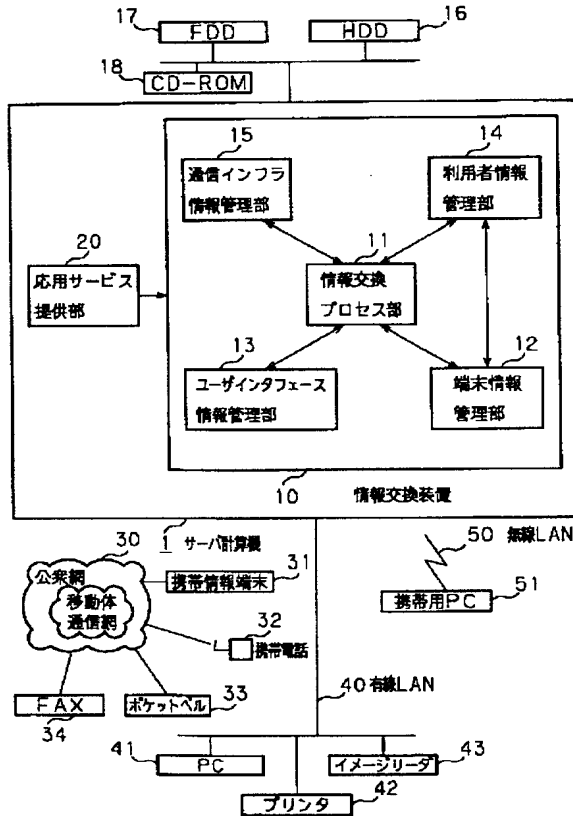 17
FDD
HDD
16
18
CD-ROM
15
通信インフラ
情報管理部
14
利用者情報
管理部
20
応用サービス
提供部
11
情報交換
プロセス部
13
ユーザインタフェース
情報管理部
12
端末情報
管理部
10
情報交換装置
1 サーバ計算機
30
公衆網
移動体
通信網
31
携帯情報端末
32
携帯電話
FAX
34
ポケットベル
33
50 無線LAN
携帯用PC
51
40 有線LAN
41
PC
イメージリーダ
43
プリンタ
42